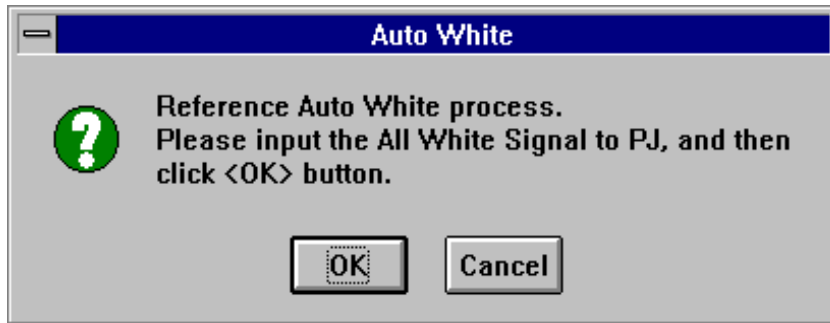 Auto White
Reference Auto White process.
Please input the All White Signal to PJ, and then
click <OK> button.
OK
Cancel